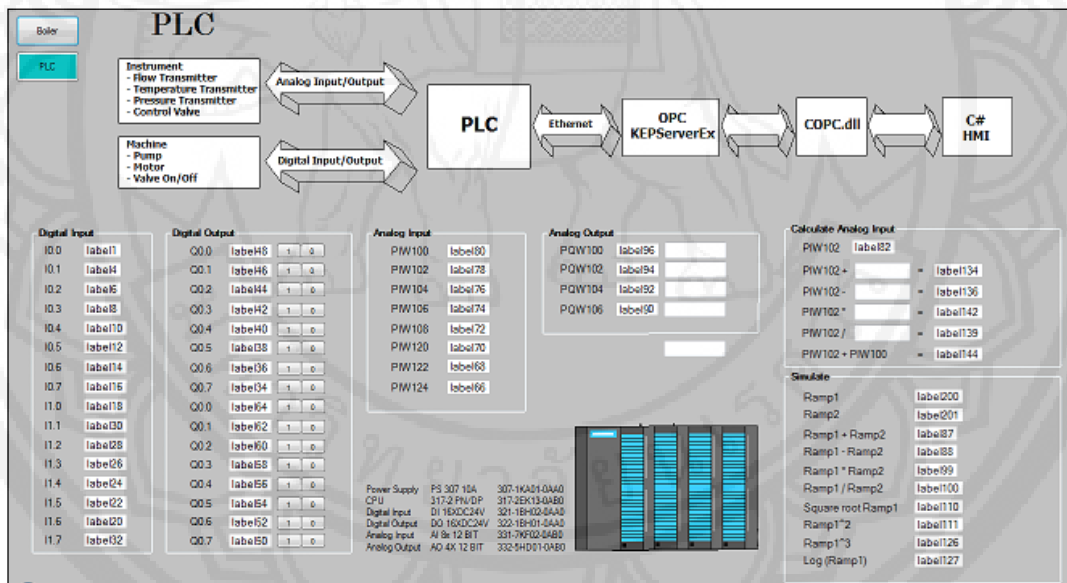 Boiler
PLC
PLC
Instrument
- Flow Transmitter
- Temperature Transmitter
- Pressure Transmitter
- Control Valve
Analog Input/Output
Machine
- Pump
- Motor
- Valve On/Off
Digital Input/Output
PLC
Ethernet
OPC
KEPServerEx
COPC.dll
C#
HMI
Digital Input
I0.0 label1
I0.1 label4
I0.2 label6
I0.3 label8
I0.4 label10
I0.5 label12
I0.6 label14
I0.7 label16
I1.0 label18
I1.1 label30
I1.2 label28
I1.3 label26
I1.4 label24
I1.5 label22
I1.6 label20
I1.7 label32
Digital Output
Q0.0 label48 1 0
Q0.1 label46 1 0
Q0.2 label44 1 0
Q0.3 label42 1 0
Q0.4 label40 1 0
Q0.5 label38 1 0
Q0.6 label36 1 0
Q0.7 label34 1 0
Q0.0 label64 1 0
Q0.1 label62 1 0
Q0.2 label60 1 0
Q0.3 label58 1 0
Q0.4 label56 1 0
Q0.5 label54 1 0
Q0.6 label52 1 0
Q0.7 label50 1 0
Analog Input
PIW100 label80
PIW102 label78
PIW104 label76
PIW106 label74
PIW108 label72
PIW120 label70
PIW122 label68
PIW124 label66
Analog Output
PQW100 label96
PQW102 label94
PQW104 label92
PQW106 label90
Calculate Analog Input
PIW102 label82
PIW102 + = label134
PIW102 - = label136
PIW102 * = label142
PIW102 / = label139
PIW102 + PIW100 = label144
Simulate
Ramp1 label200
Ramp2 label201
Ramp1 + Ramp2 label87
Ramp1 - Ramp2 label88
Ramp1 * Ramp2 label99
Ramp1 / Ramp2 label100
Square root Ramp1 label110
Ramp1^2 label111
Ramp1^3 label126
Log (Ramp1) label127
Power Supply PS 307 10A 307-1KA01-0AA0
CPU 317-2 PN/DP 317-2EK13-0AB0
Digital Input DI 16XDC24V 321-1BH02-0AA0
Digital Output DO 16XDC24V 322-1BH01-0AA0
Analog Input AI 8x 12 BIT 331-7KF02-0AB0
Analog Output AO 4X 12 BIT 332-5HD01-0AB0